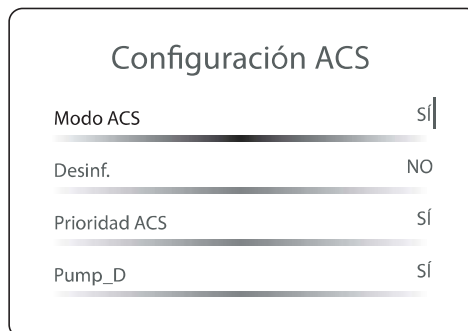 Configuración ACS
Modo ACS SÍ
Desinf. NO
Prioridad ACS SÍ
Pump_D SÍ